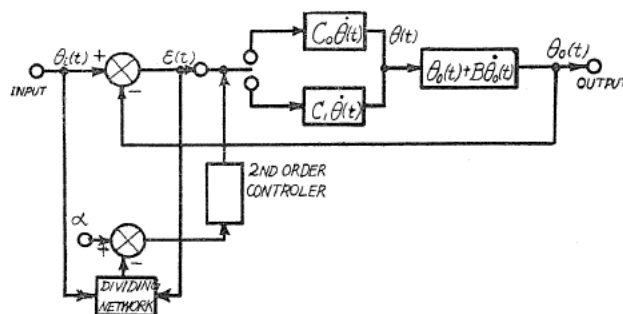 θᵢ(t)
+
−
ε(t)
C₀θ̇(t)
θ(t)
θ₀(t)+Bθ̇₀(t)
θ₀(t)
INPUT
OUTPUT
C₁θ̇(t)
2ND ORDER
CONTROLER
α
+
−
DIVIDING
NETWORK